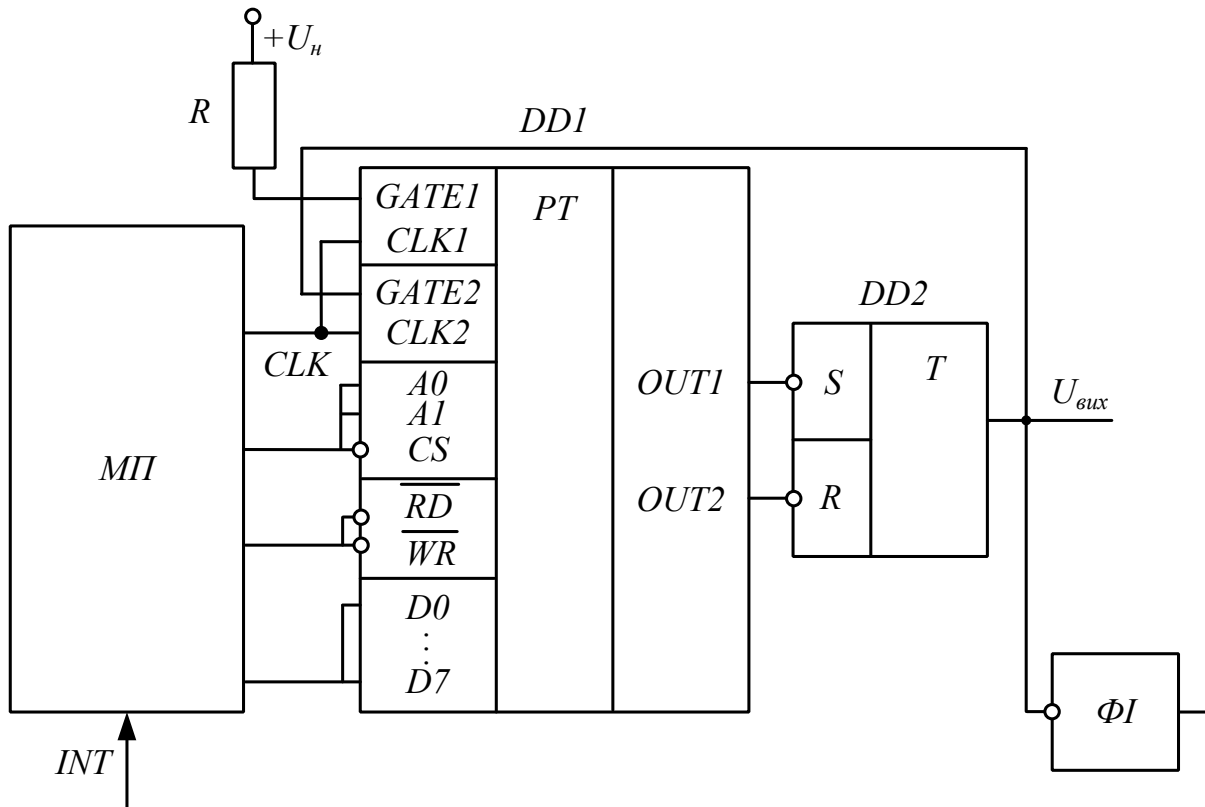 +Uн
R
DD1
GATE1
CLK1
GATE2
CLK2
CLK
A0
A1
CS
RD
WR
D0
⋮
D7
PT
OUT1
OUT2
DD2
S
R
T
Uвих
МП
INT
ФІ